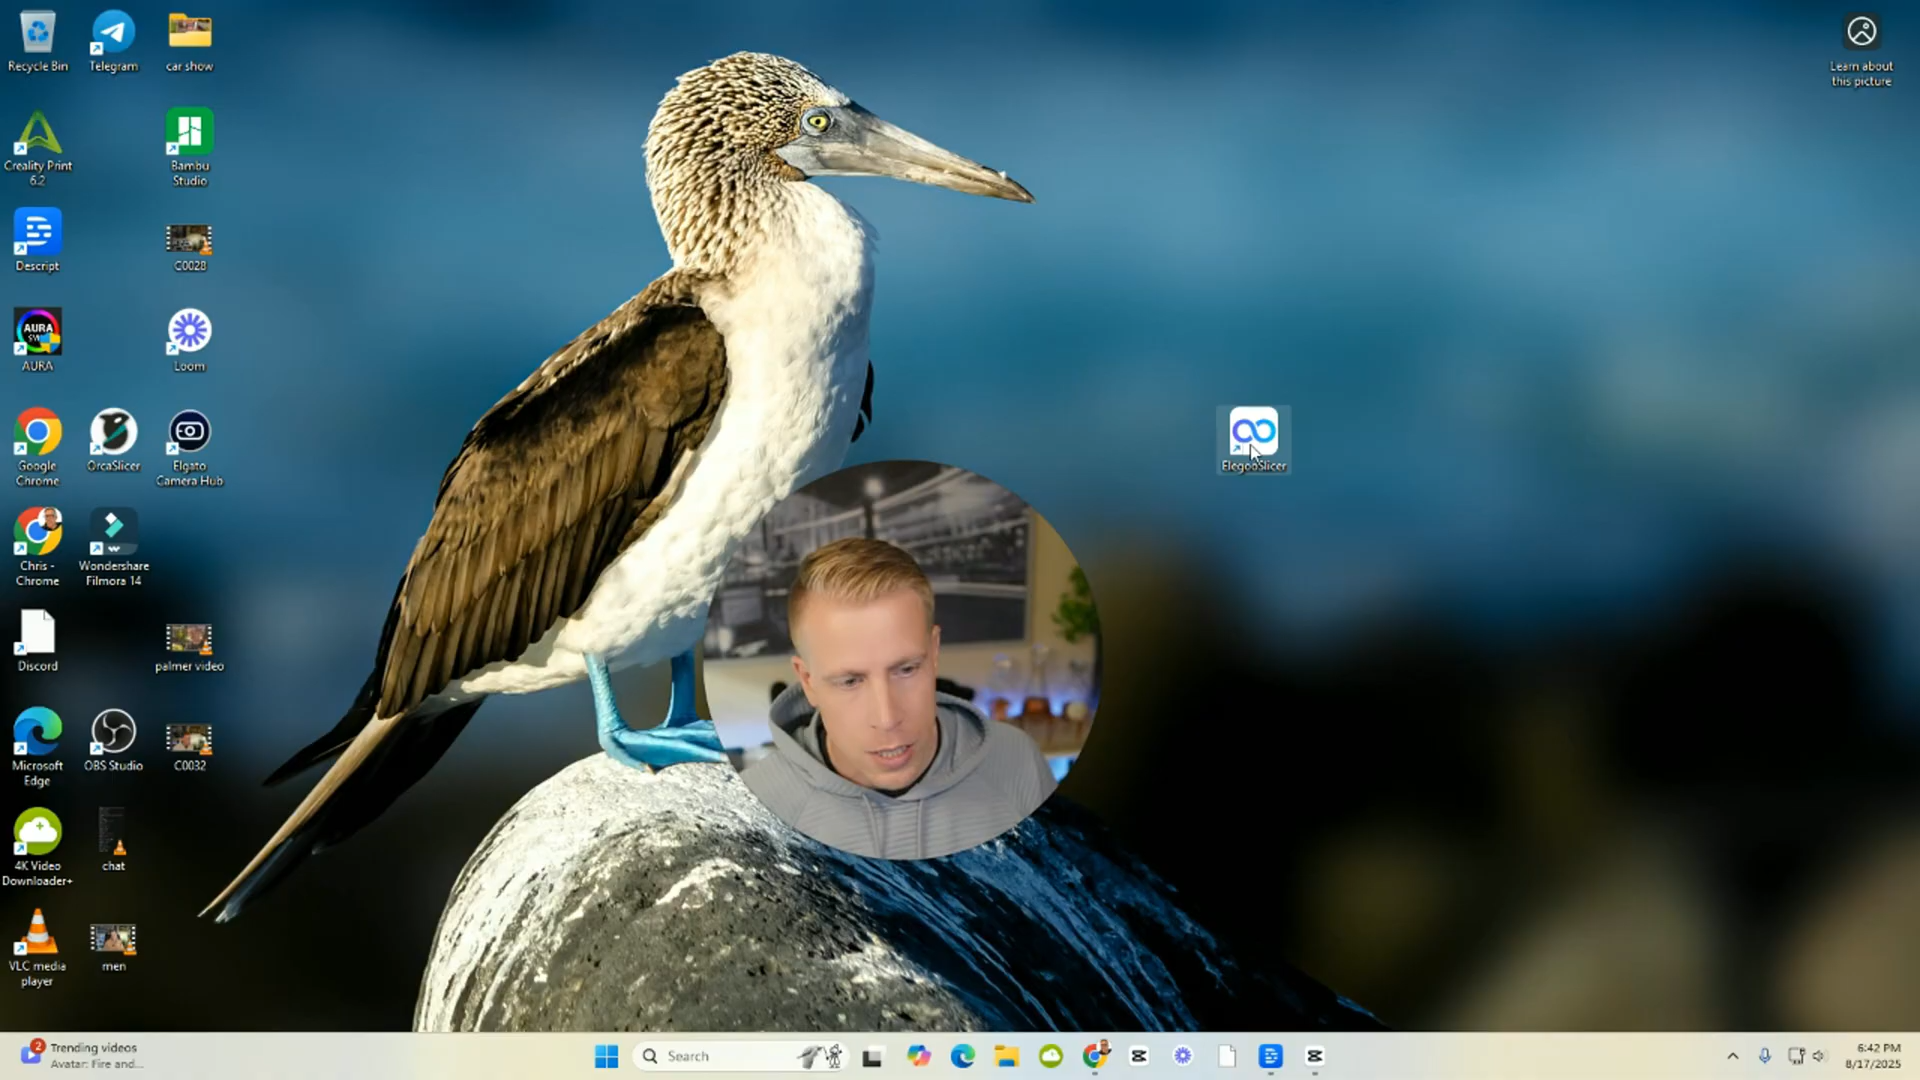 Recycle Bin
Telegram
car show
Learn about
this picture
Creality Print
6.2
Bambu
Studio
Descript
C0028
AURA
AURA
Loom
Google
Chrome
OrcaSlicer
Elgato
Camera Hub
ElegooSlicer
Chris -
Chrome
Wondershare
Filmora 14
Discord
palmer video
Microsoft
Edge
OBS Studio
C0032
4K Video
Downloader+
chat
VLC media
player
men
2
Trending videos
Avatar: Fire and...
Search
6:42 PM
8/17/2025